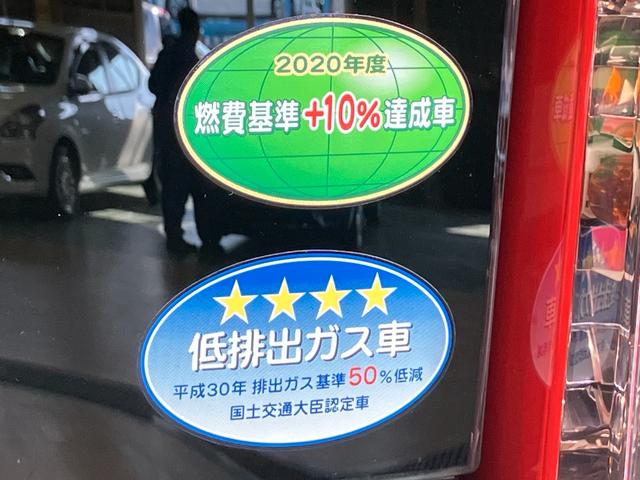 2020年度
燃費基準+10%達成車
低排出ガス車
平成30年 排出ガス基準50%低減
国土交通大臣認定車